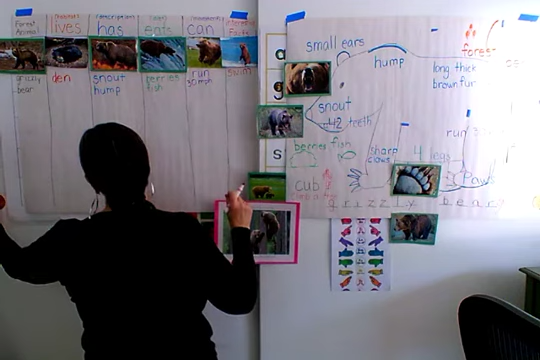 Forest
Animal
lives
has
eats
can
grizzly
bear
den
snout
hump
berries
fish
run
30 mph
swim
g
s
small ears
hump
forest
long thick
brown fur
snout
42 teeth
berries fish
sharp
claws
4 legs
run
Paws
cub
grizzly bear